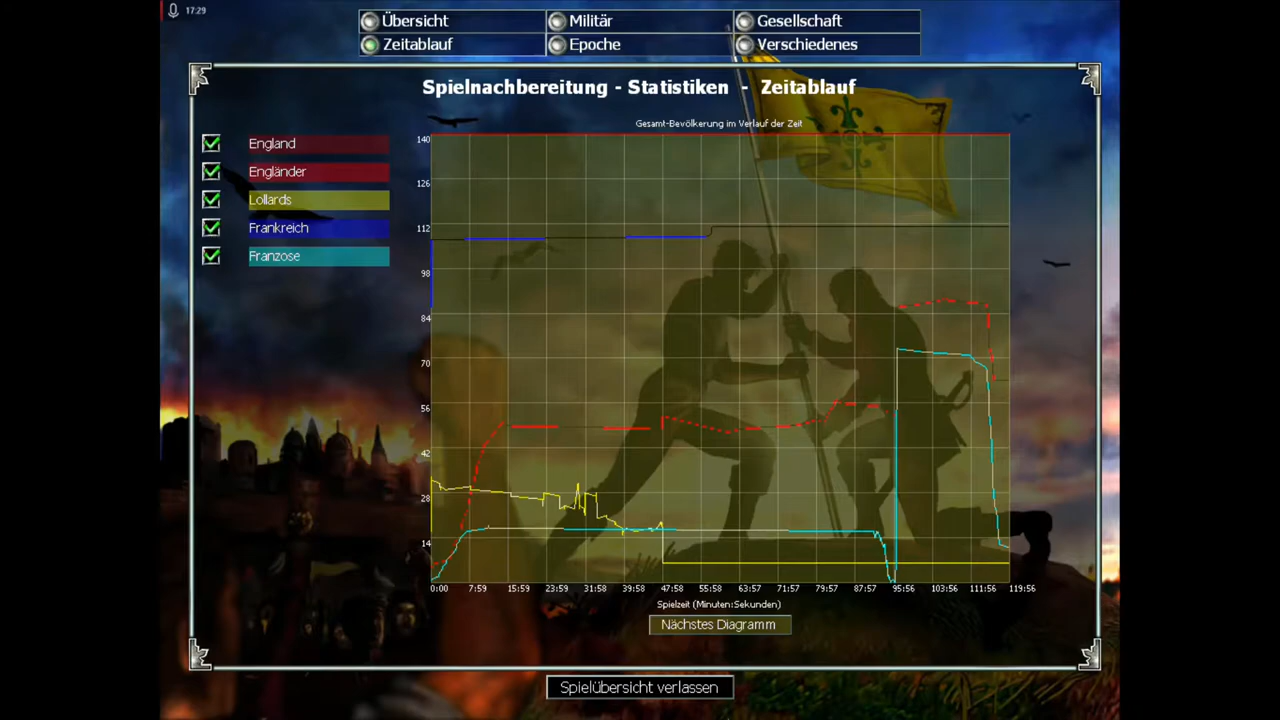 17:29
Übersicht
Militär
Gesellschaft
Zeitablauf
Epoche
Verschiedenes
Spielnachbereitung - Statistiken - Zeitablauf
Gesamt-Bevölkerung im Verlauf der Zeit
England
Engländer
Lollards
Frankreich
Franzose
140
126
112
98
84
70
56
42
28
14
0:00 7:59 15:59 23:59 31:58 39:58 47:58 55:58 63:57 71:57 79:57 87:57 95:56 103:56 111:56 119:56
Spielzeit (Minuten:Sekunden)
Nächstes Diagramm
Spielübersicht verlassen